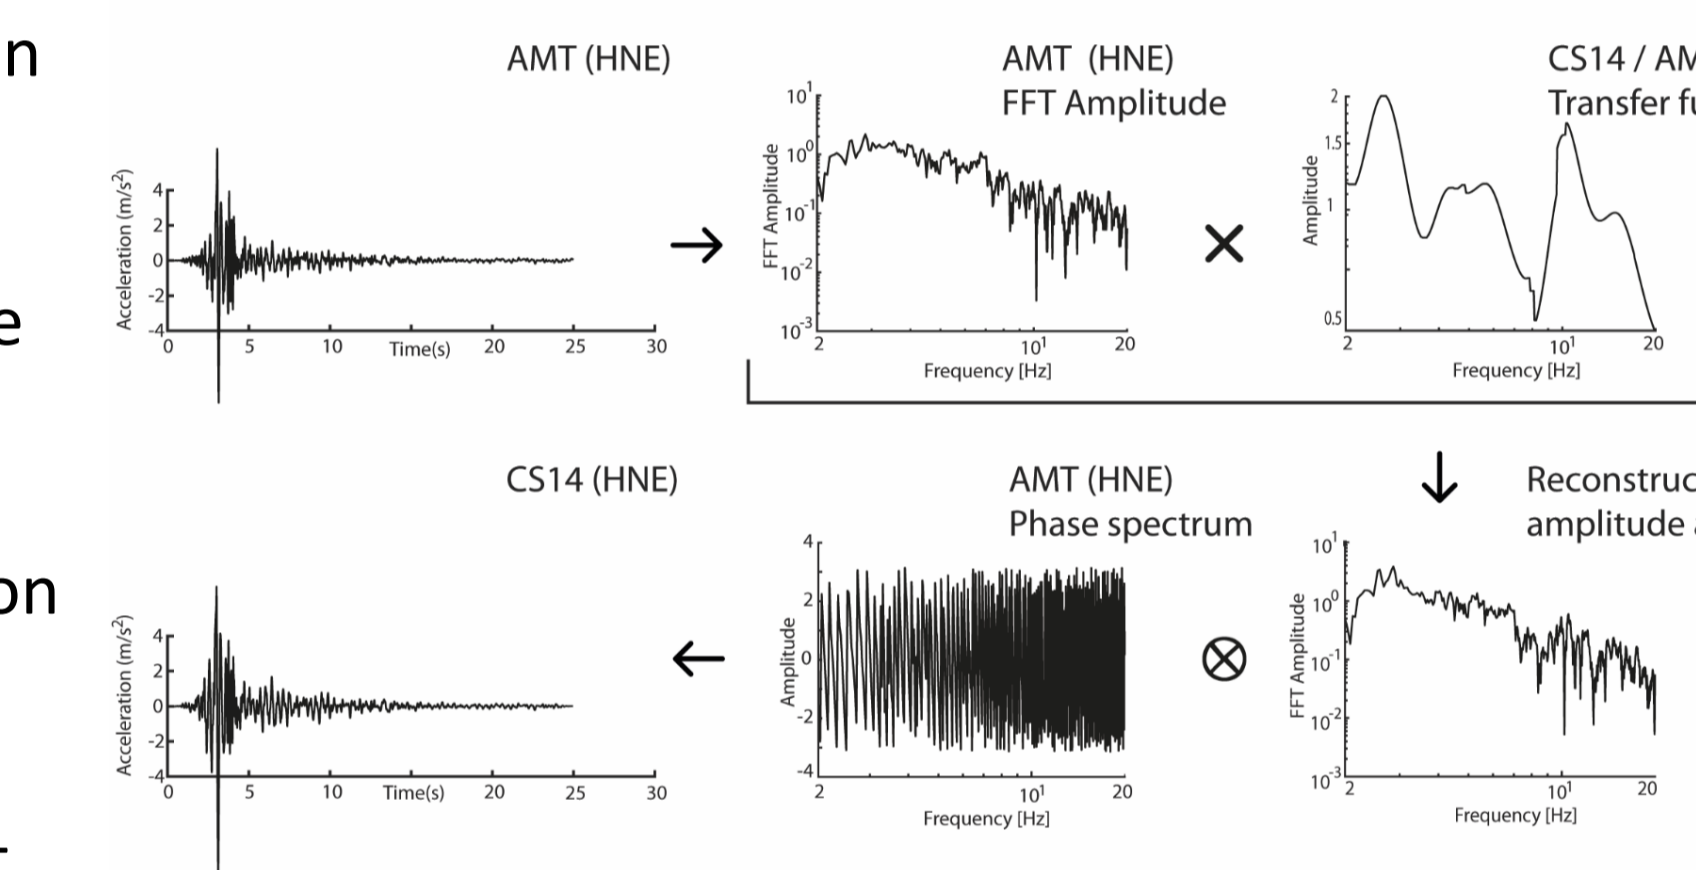 n
e
on
AMT (HNE)
Acceleration (m/s²)
4
2
0
-2
-4
0 5 10 Time(s) 20 25 30
AMT (HNE)
FFT Amplitude
FFT Amplitude
10¹
10⁰
10⁻¹
10⁻²
10⁻³
2 10¹ 20
Frequency [Hz]
CS14 / AM
Transfer fu
Amplitude
2
1.5
1
0.5
2 10¹ 20
Frequency [Hz]
CS14 (HNE)
Acceleration (m/s²)
4
2
0
-2
-4
0 5 10 Time(s) 20 25 30
AMT (HNE)
Phase spectrum
Amplitude
4
2
0
-2
-4
2 10¹ 20
Frequency [Hz]
Reconstruc
amplitude
FFT Amplitude
10¹
10⁰
10⁻¹
10⁻²
10⁻³
2 10¹ 20
Frequency [Hz]